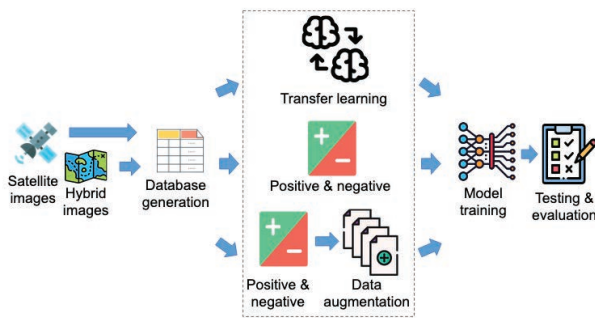 Transfer learning
Satellite
images
Hybrid
images
Database
generation
Positive & negative
Model
training
Testing &
evaluation
Positive &
negative
Data
augmentation